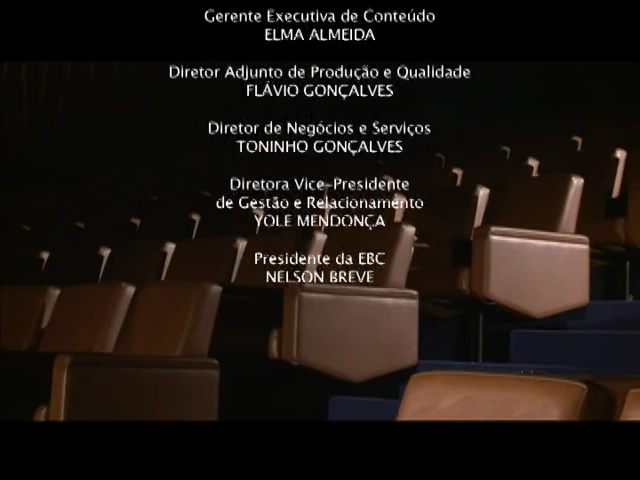 Gerente Executiva de Conteúdo
ELMA ALMEIDA
Diretor Adjunto de Produção e Qualidade
FLÁVIO GONÇALVES
Diretor de Negócios e Serviços
TONINHO GONÇALVES
Diretora Vice-Presidente
de Gestão e Relacionamento
YOLE MENDONÇA
Presidente da EBC
NELSON BREVE